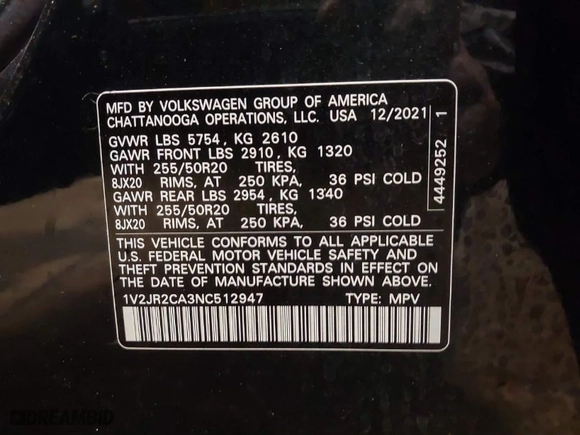 MFD BY VOLKSWAGEN GROUP OF AMERICA
CHATTANOOGA OPERATIONS, LLC. USA 12/2021
GVWR LBS 5754, KG 2610
GAWR FRONT LBS 2910, KG 1320
WITH 255/50R20 TIRES,
8JX20 RIMS, AT 250 KPA, 36 PSI COLD
GAWR REAR LBS 2954, KG 1340
WITH 255/50R20 TIRES,
8JX20 RIMS, AT 250 KPA, 36 PSI COLD
THIS VEHICLE CONFORMS TO ALL APPLICABLE
U.S. FEDERAL MOTOR VEHICLE SAFETY AND
THEFT PREVENTION STANDARDS IN EFFECT ON
THE DATE OF MANUFACTURE SHOWN ABOVE.
1V2JR2CA3NC512947 TYPE: MPV
4449252 1
DREAMBID